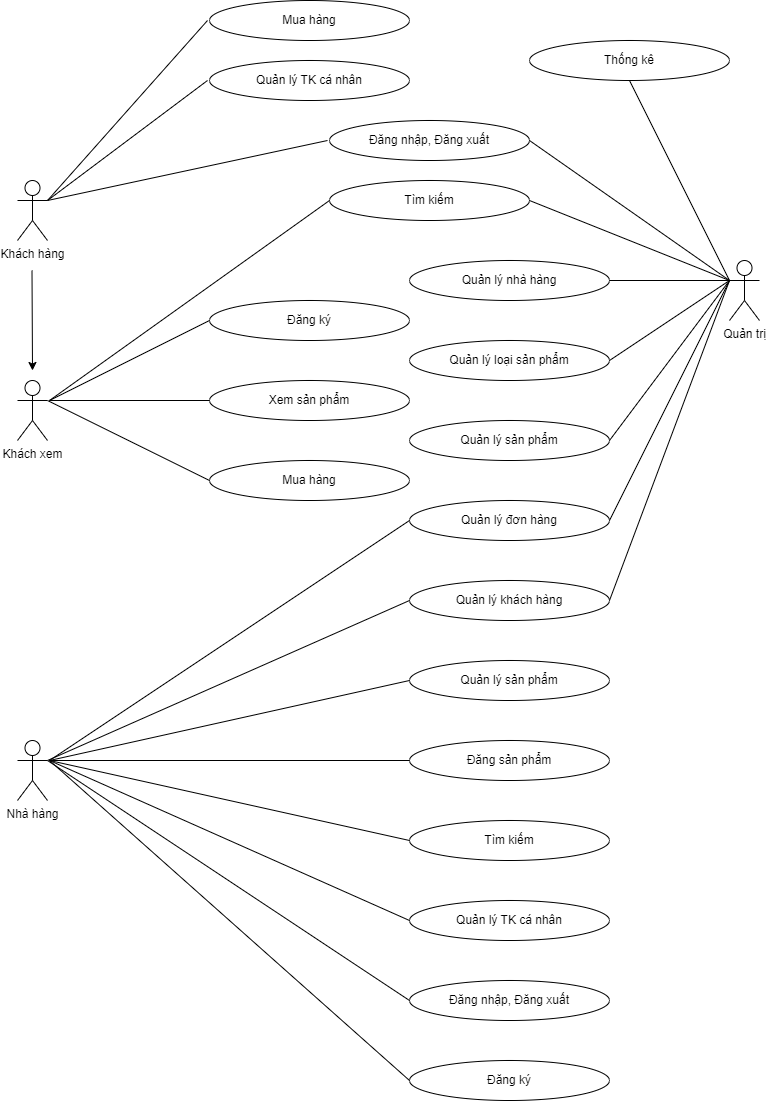 Mua hàng
Thống kê
Quản lý TK cá nhân
Đăng nhập, Đăng xuất
Tìm kiếm
Khách hàng
Quản lý nhà hàng
Đăng ký
Quản trị
Quản lý loại sản phẩm
Xem sản phẩm
Quản lý sản phẩm
Khách xem
Mua hàng
Quản lý đơn hàng
Quản lý khách hàng
Quản lý sản phẩm
Đăng sản phẩm
Nhà hàng
Tìm kiếm
Quản lý TK cá nhân
Đăng nhập, Đăng xuất
Đăng ký